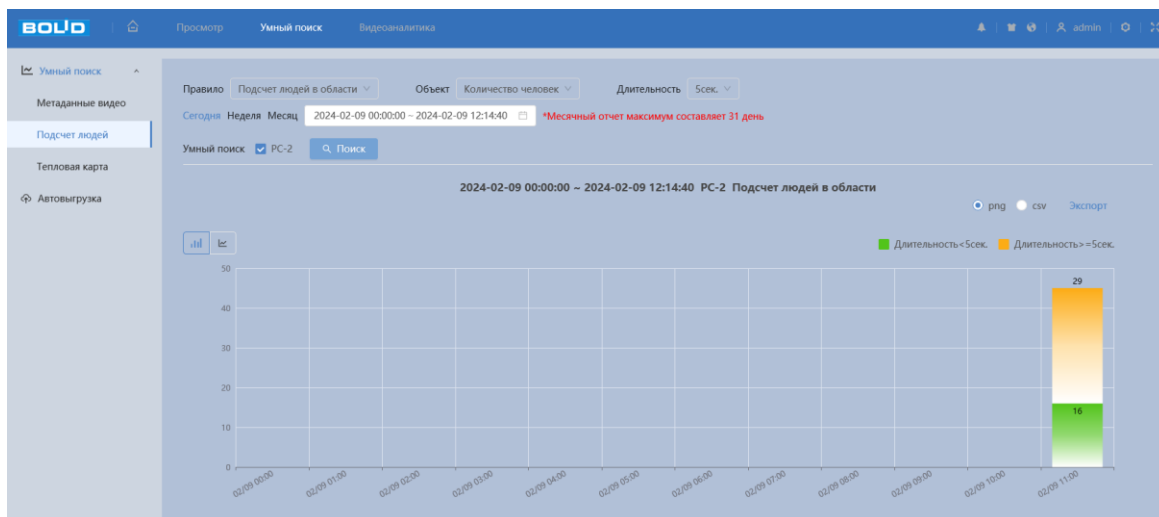 BOLID Просмотр Умный поиск Видеоаналитика admin
Умный поиск
Метаданные видео
Подсчет людей
Тепловая карта
Автовыгрузка
Правило Подсчет людей в области Объект Количество человек Длительность 5сек.
Сегодня Неделя Месяц 2024-02-09 00:00:00 ~ 2024-02-09 12:14:40 *Месячный отчет максимум составляет 31 день
Умный поиск PC-2 Поиск
2024-02-09 00:00:00 ~ 2024-02-09 12:14:40 PC-2 Подсчет людей в области
png csv Экспорт
Длительность<5сек. Длительность>=5сек.
50
40
30
20
10
0
29
16
02/09 00:00 02/09 01:00 02/09 02:00 02/09 03:00 02/09 04:00 02/09 05:00 02/09 06:00 02/09 07:00 02/09 08:00 02/09 09:00 02/09 10:00 02/09 11:00